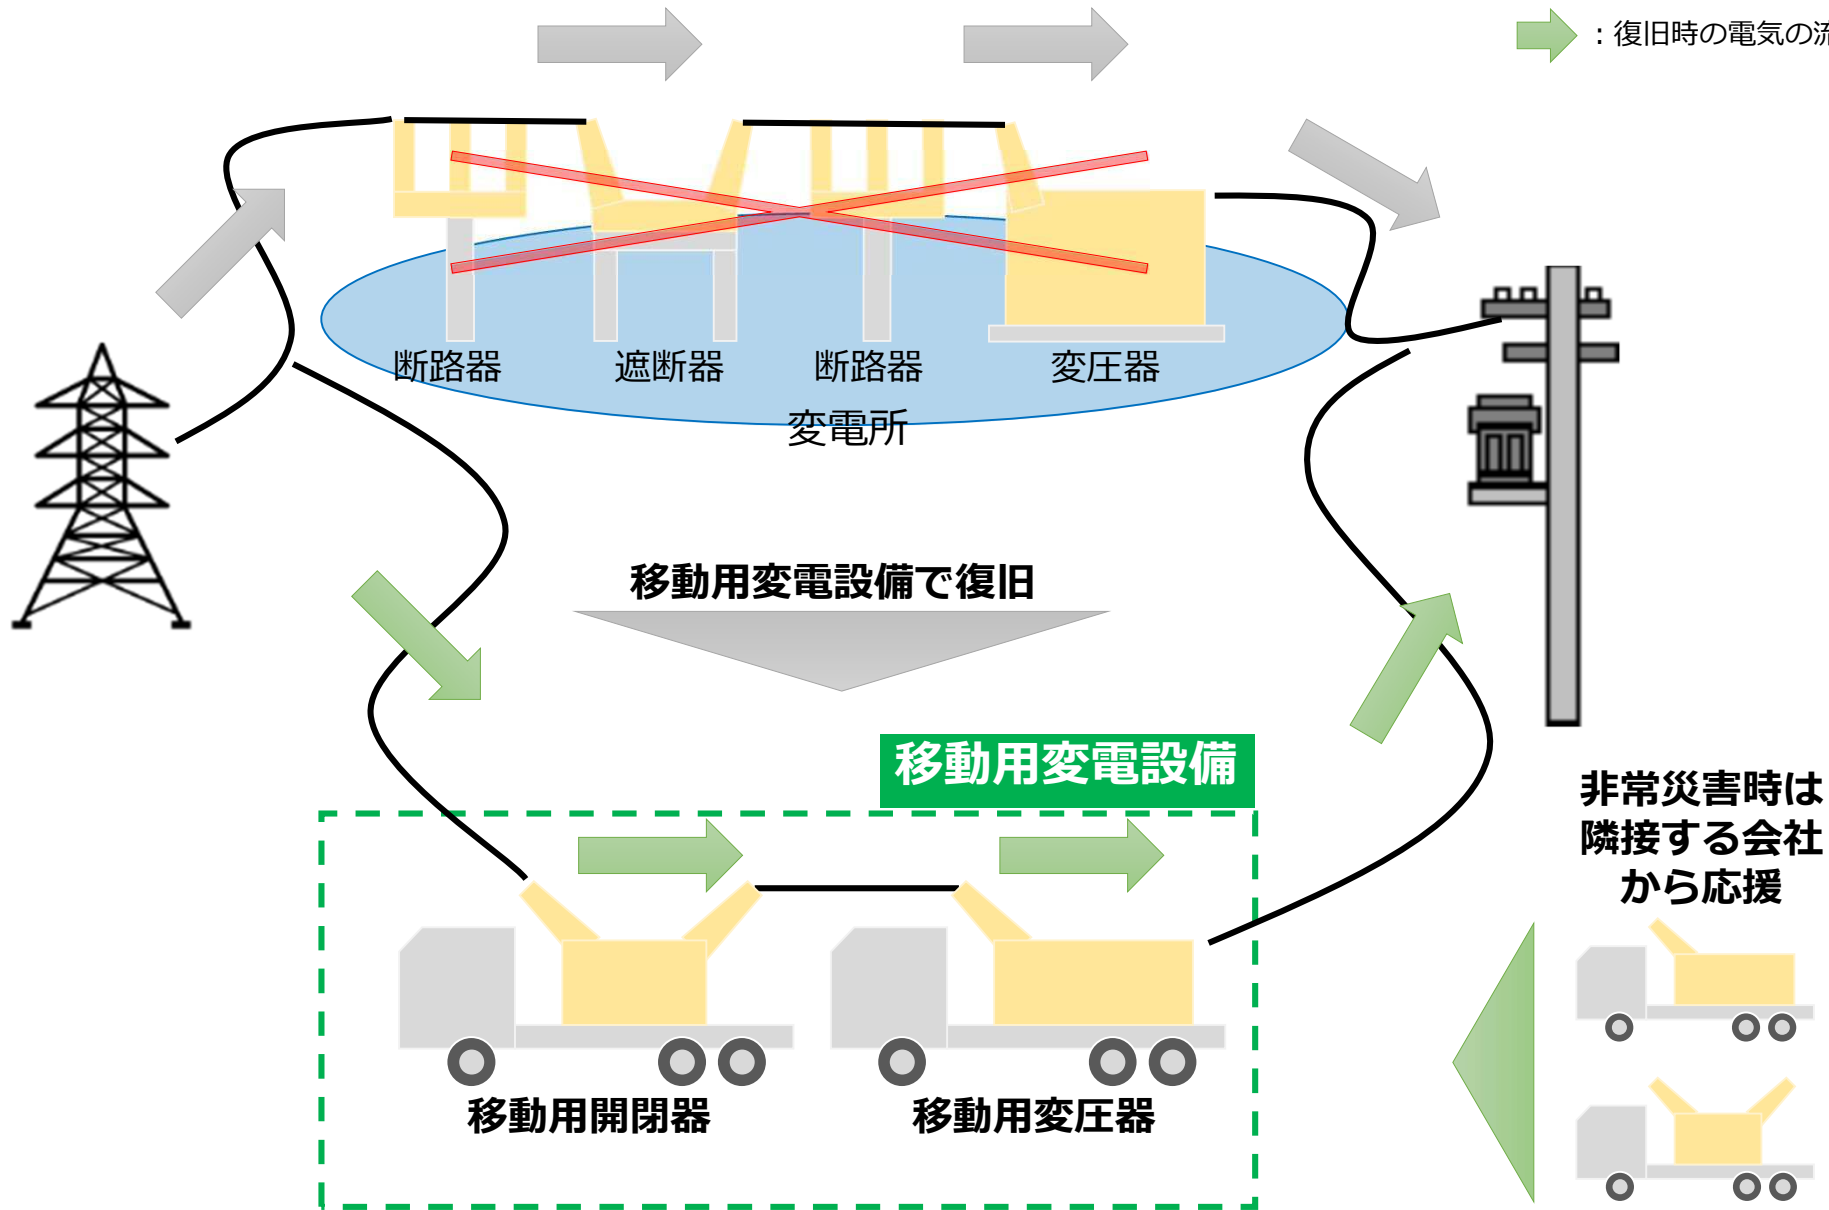 ：復旧時の電気の流
断路器
遮断器
断路器
変圧器
変電所
移動用変電設備で復旧
移動用変電設備
非常災害時は
隣接する会社
から応援
移動用開閉器
移動用変圧器